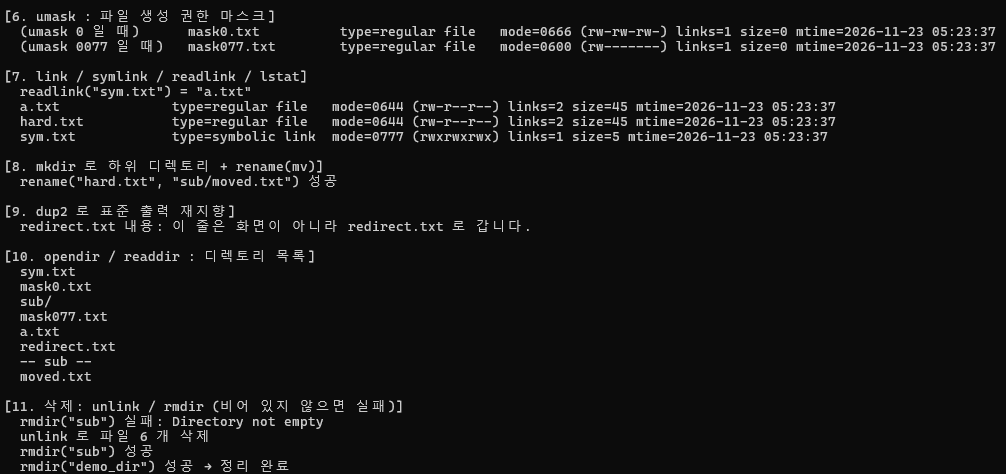 [6. umask : 파일 생성 권한 마스크]
(umask 0 일 때) mask0.txt type=regular file mode=0666 (rw-rw-rw-) links=1 size=0 mtime=2026-11-23 05:23:37
(umask 0077 일 때) mask077.txt type=regular file mode=0600 (rw-------) links=1 size=0 mtime=2026-11-23 05:23:37
[7. link / symlink / readlink / lstat]
readlink("sym.txt") = "a.txt"
a.txt type=regular file mode=0644 (rw-r--r--) links=2 size=45 mtime=2026-11-23 05:23:37
hard.txt type=regular file mode=0644 (rw-r--r--) links=2 size=45 mtime=2026-11-23 05:23:37
sym.txt type=symbolic link mode=0777 (rwxrwxrwx) links=1 size=5 mtime=2026-11-23 05:23:37
[8. mkdir 로 하위 디렉토리 + rename(mv)]
rename("hard.txt", "sub/moved.txt") 성공
[9. dup2 로 표준 출력 재지향]
redirect.txt 내용: 이 줄은 화면이 아니라 redirect.txt 로 갑니다.
[10. opendir / readdir : 디렉토리 목록]
sym.txt
mask0.txt
sub/
mask077.txt
a.txt
redirect.txt
-- sub --
moved.txt
[11. 삭제: unlink / rmdir (비어 있지 않으면 실패)]
rmdir("sub") 실패: Directory not empty
unlink 로 파일 6 개 삭제
rmdir("sub") 성공
rmdir("demo_dir") 성공 → 정리 완료